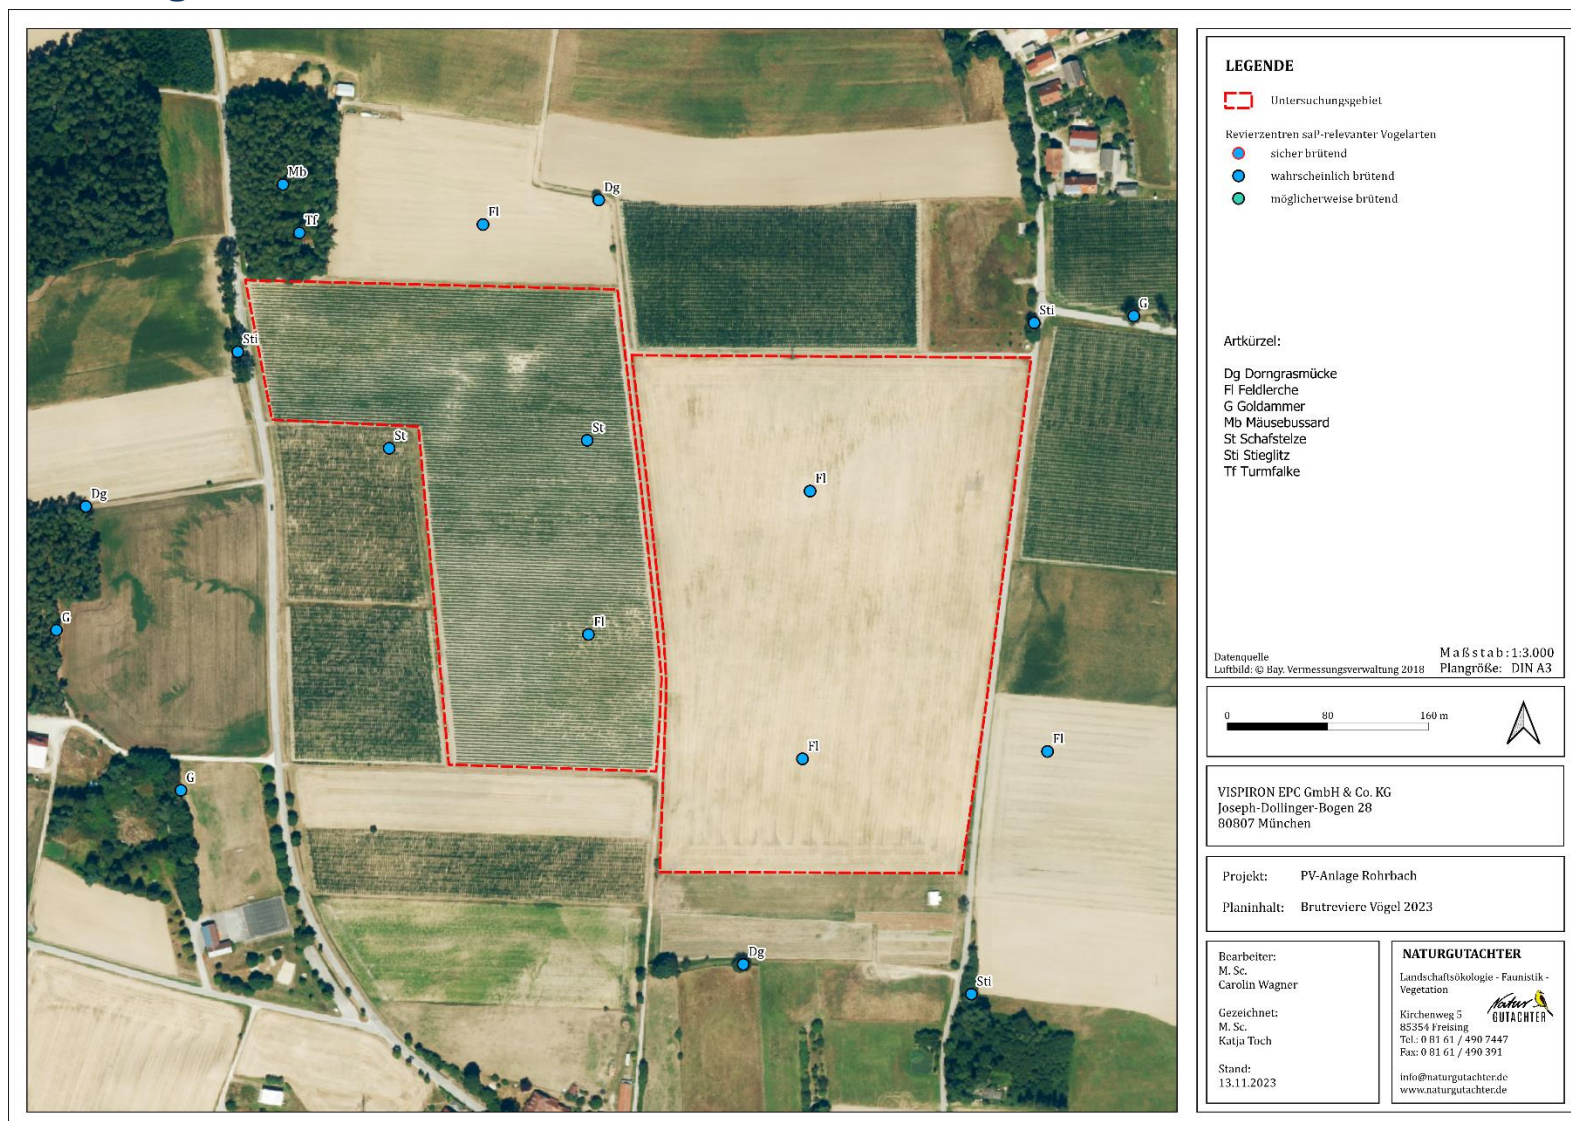 Mb
Tf
Fl
Dg
Sti
Sti
G
St
St
Dg
Fl
Fl
G
G
Fl
Fl
Dg
Sti
LEGENDE
Untersuchungsgebiet
Revierzentren saP-relevanter Vogelarten
sicher brütend
wahrscheinlich brütend
möglicherweise brütend
Artkürzel:
Dg Dorngrasmücke
Fl Feldlerche
G Goldammer
Mb Mäusebussard
St Schafstelze
Sti Stieglitz
Tf Turmfalke
Datenquelle
Luftbild: © Bay. Vermessungsverwaltung 2018
Maßstab: 1:3.000
Plangröße: DIN A3
0 80 160 m
VISPIRON EPC GmbH & Co. KG
Joseph-Dollinger-Bogen 28
80807 München
Projekt: PV-Anlage Rohrbach
Planinhalt: Brutreviere Vögel 2023
Bearbeiter:
M. Sc.
Carolin Wagner
Gezeichnet:
M. Sc.
Katja Toch
Stand:
13.11.2023
NATURGUTACHTER
Landschaftsökologie - Faunistik -
Vegetation
Natur
GUTACHTER
Kirchenweg 5
85354 Freising
Tel.: 0 81 61 / 490 7447
Fax: 0 81 61 / 490 391
info@naturgutachter.de
www.naturgutachter.de